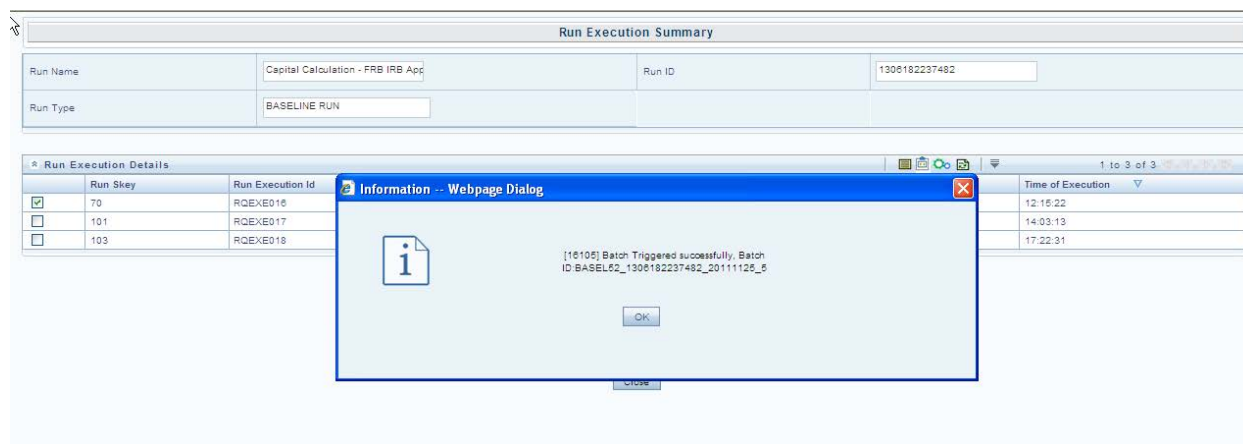 Run Execution Summary
Run Name
Capital Calculation - FRB IRB App
Run ID
1306182237482
Run Type
BASELINE RUN
Run Execution Details
1 to 3 of 3
Run Skey
Run Execution Id
Time of Execution
70
RQEXE016
12:15:22
101
RQEXE017
14:03:13
103
RQEXE018
17:22:31
Information -- Webpage Dialog
[16105] Batch Triggered successfully, Batch
ID:BASEL52_1306182237482_20111125_5
OK
Close